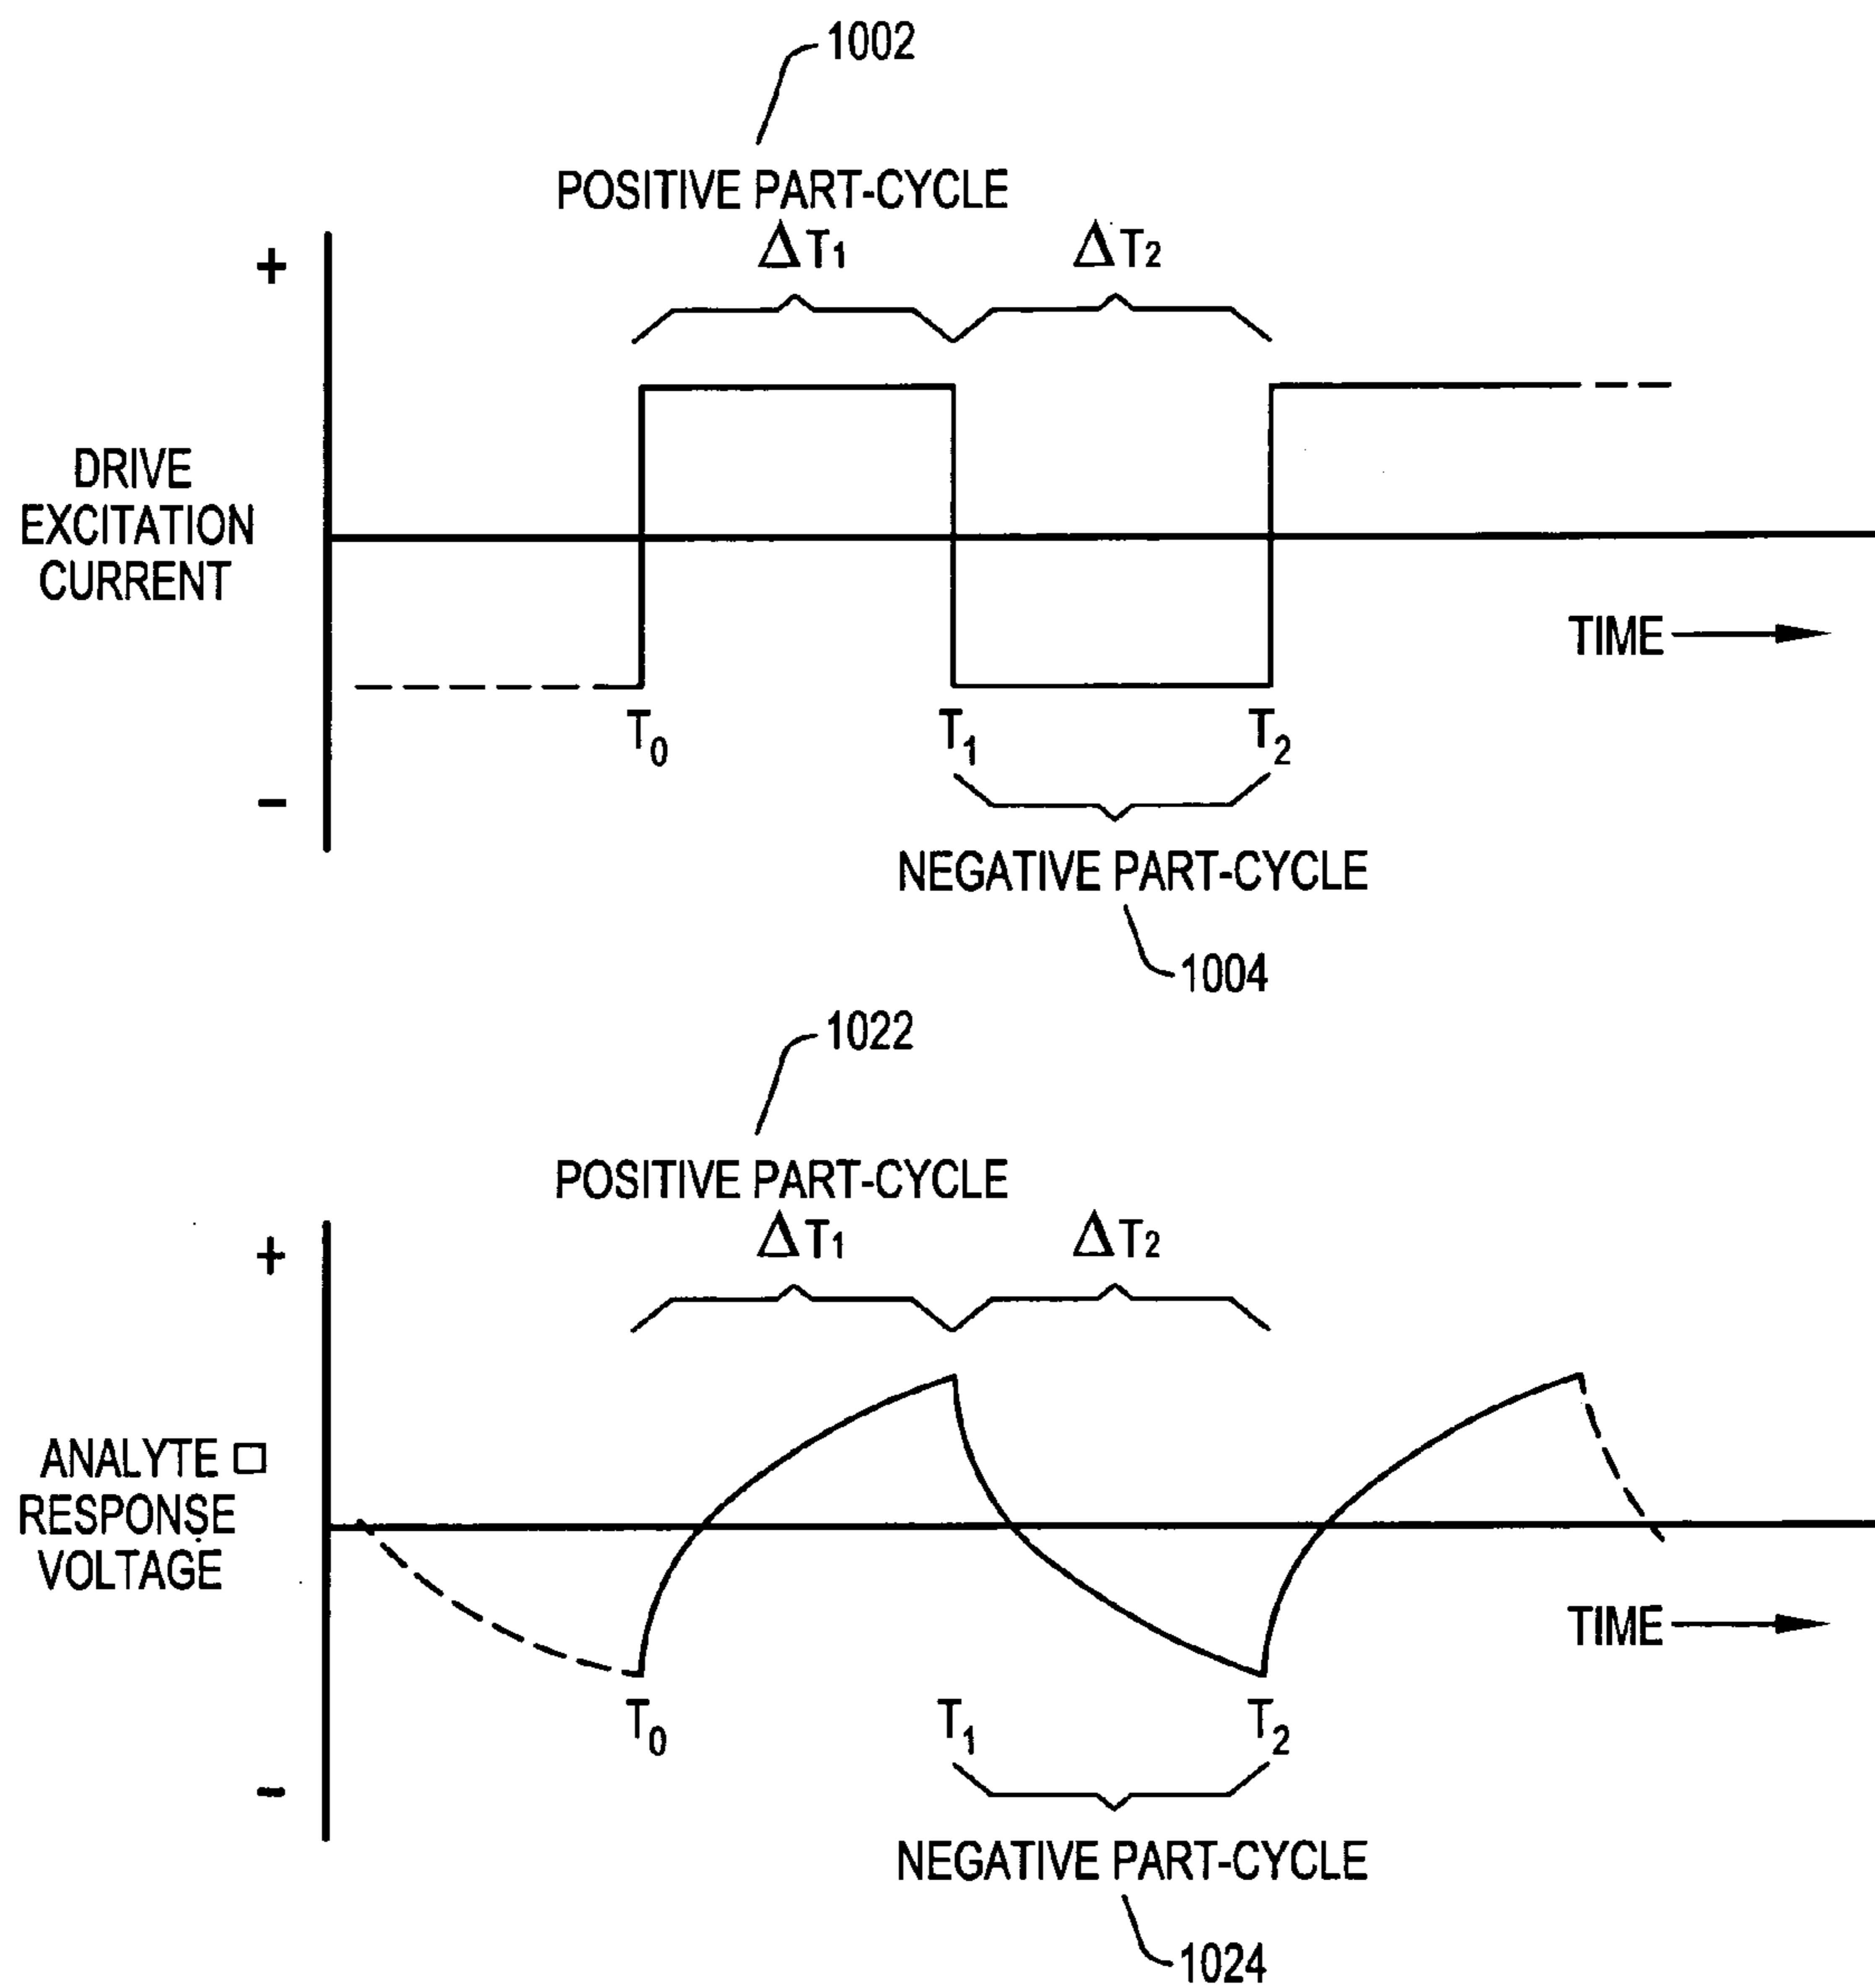 1002
POSITIVE PART-CYCLE
ΔT1 ΔT2
+
DRIVE
EXCITATION
CURRENT
TIME
T0 T1 T2
-
NEGATIVE PART-CYCLE
1004
1022
POSITIVE PART-CYCLE
ΔT1 ΔT2
+
ANALYTE □
RESPONSE
VOLTAGE
TIME
T0 T1 T2
-
NEGATIVE PART-CYCLE
1024